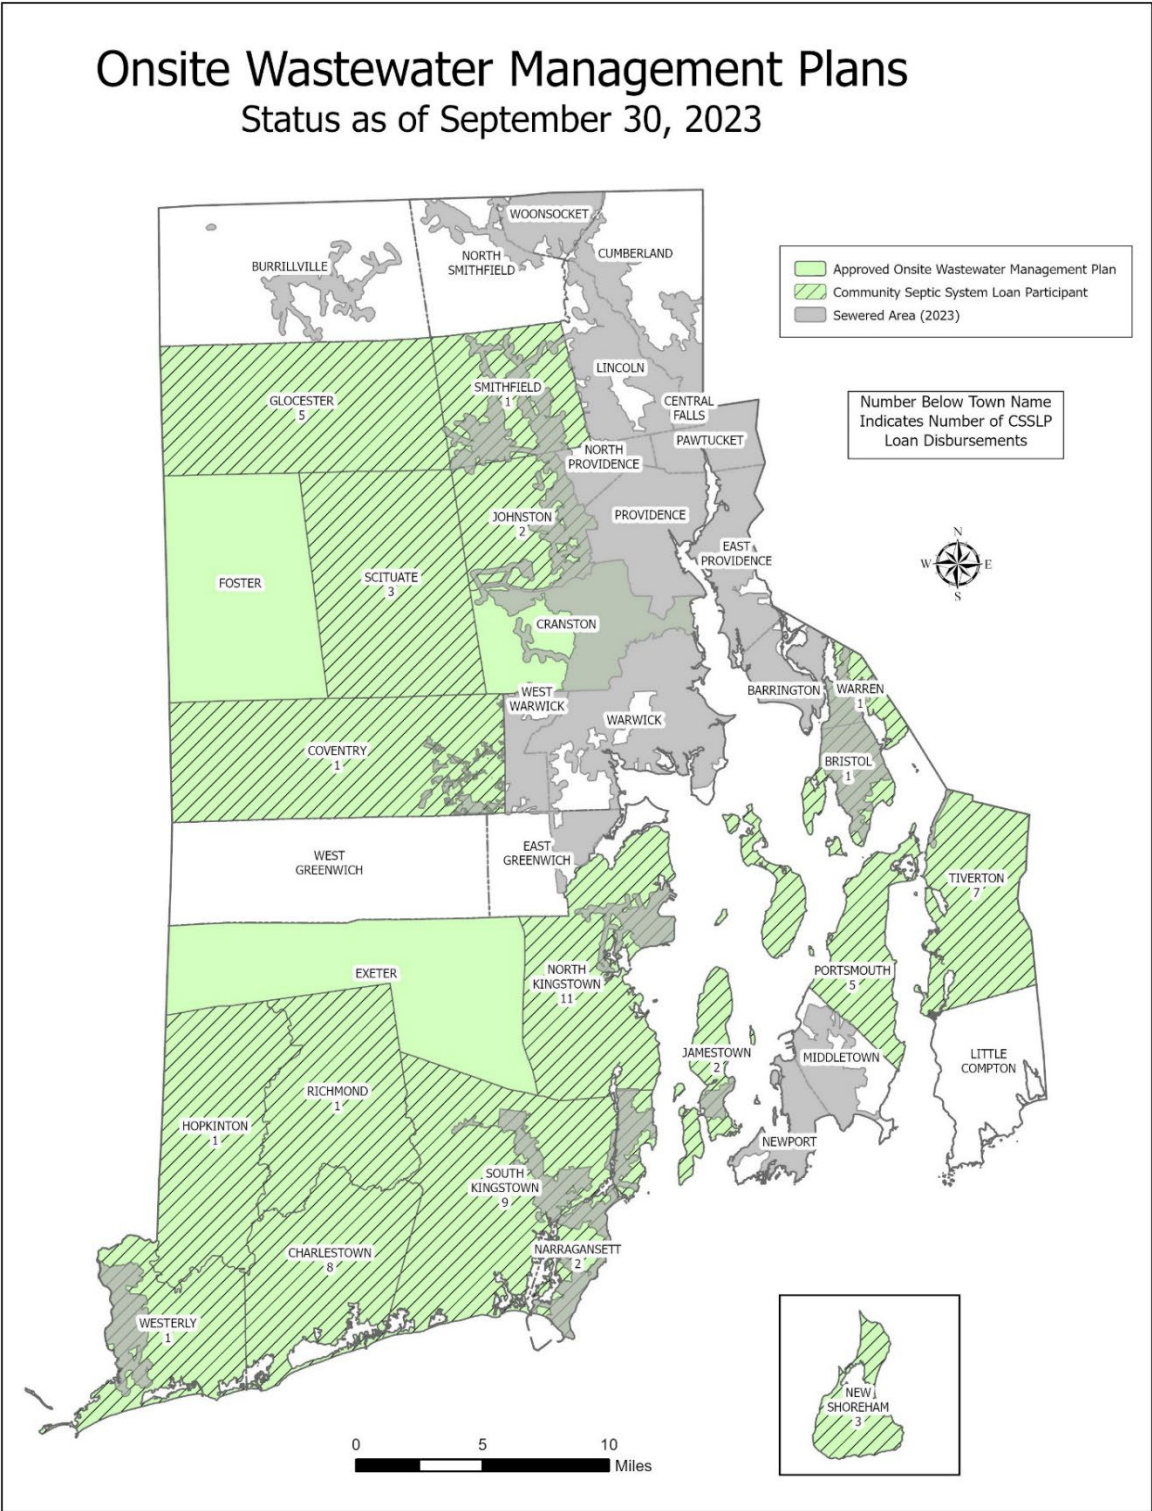 Onsite Wastewater Management Plans
Status as of September 30, 2023
WOONSOCKET
NORTH
SMITHFIELD
CUMBERLAND
BURRILLVILLE
Approved Onsite Wastewater Management Plan
Community Septic System Loan Participant
Sewered Area (2023)
LINCOLN
SMITHFIELD
1
GLOCESTER
5
CENTRAL
FALLS
Number Below Town Name
Indicates Number of CSSLP
Loan Disbursements
PAWTUCKET
NORTH
PROVIDENCE
JOHNSTON
2
PROVIDENCE
EAST
PROVIDENCE
N
W
E
S
FOSTER
SCITUATE
3
CRANSTON
WEST
WARWICK
BARRINGTON
WARREN
1
WARWICK
COVENTRY
1
BRISTOL
1
WEST
GREENWICH
EAST
GREENWICH
TIVERTON
7
EXETER
NORTH
KINGSTOWN
11
PORTSMOUTH
5
JAMESTOWN
2
MIDDLETOWN
LITTLE
COMPTON
RICHMOND
1
HOPKINTON
1
NEWPORT
SOUTH
KINGSTOWN
9
CHARLESTOWN
8
NARRAGANSETT
2
WESTERLY
1
NEW
SHOREHAM
3
0
5
10
Miles